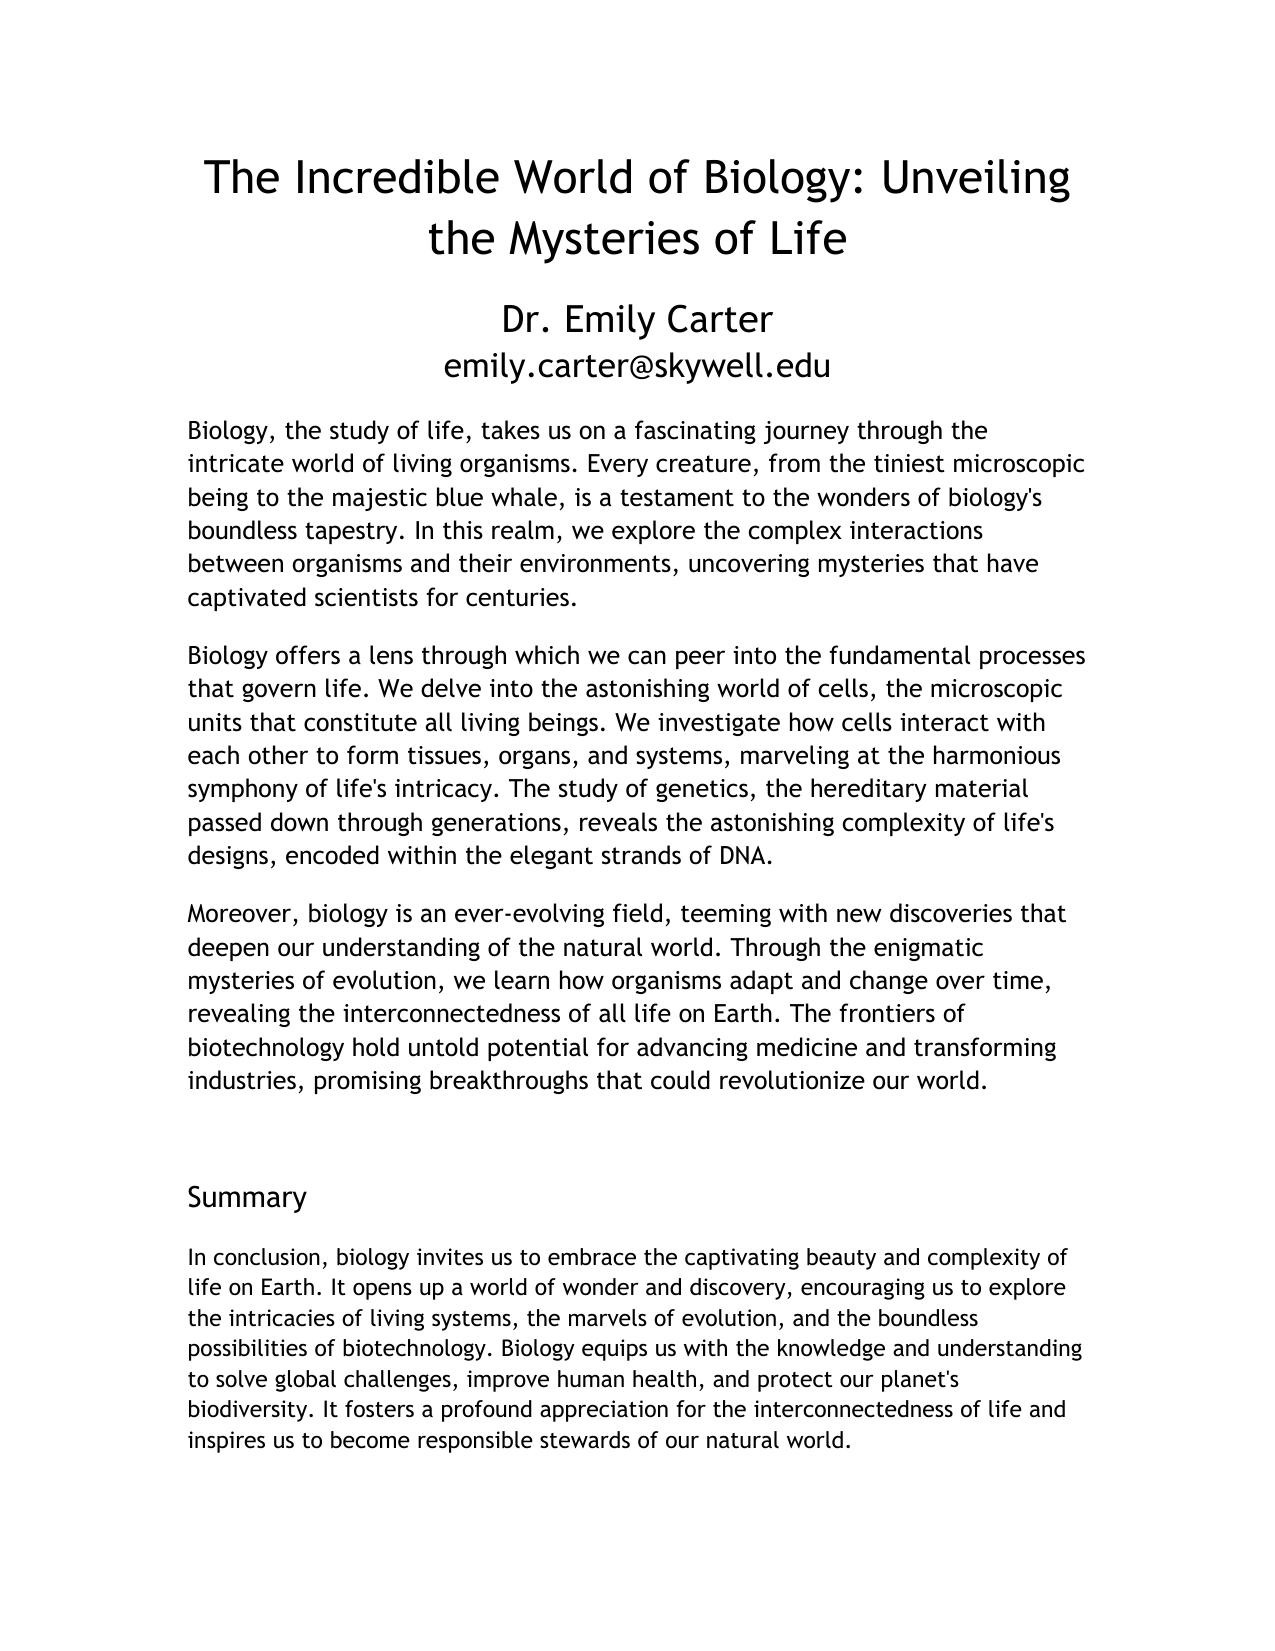 The Incredible World of Biology: Unveiling
the Mysteries of Life
Dr. Emily Carter
emily.carter@skywell.edu
Biology, the study of life, takes us on a fascinating journey through the
intricate world of living organisms. Every creature, from the tiniest microscopic
being to the majestic blue whale, is a testament to the wonders of biology's
boundless tapestry. In this realm, we explore the complex interactions
between organisms and their environments, uncovering mysteries that have
captivated scientists for centuries.
Biology offers a lens through which we can peer into the fundamental processes
that govern life. We delve into the astonishing world of cells, the microscopic
units that constitute all living beings. We investigate how cells interact with
each other to form tissues, organs, and systems, marveling at the harmonious
symphony of life's intricacy. The study of genetics, the hereditary material
passed down through generations, reveals the astonishing complexity of life's
designs, encoded within the elegant strands of DNA.
Moreover, biology is an ever-evolving field, teeming with new discoveries that
deepen our understanding of the natural world. Through the enigmatic
mysteries of evolution, we learn how organisms adapt and change over time,
revealing the interconnectedness of all life on Earth. The frontiers of
biotechnology hold untold potential for advancing medicine and transforming
industries, promising breakthroughs that could revolutionize our world.
Summary
In conclusion, biology invites us to embrace the captivating beauty and complexity of
life on Earth. It opens up a world of wonder and discovery, encouraging us to explore
the intricacies of living systems, the marvels of evolution, and the boundless
possibilities of biotechnology. Biology equips us with the knowledge and understanding
to solve global challenges, improve human health, and protect our planet's
biodiversity. It fosters a profound appreciation for the interconnectedness of life and
inspires us to become responsible stewards of our natural world.